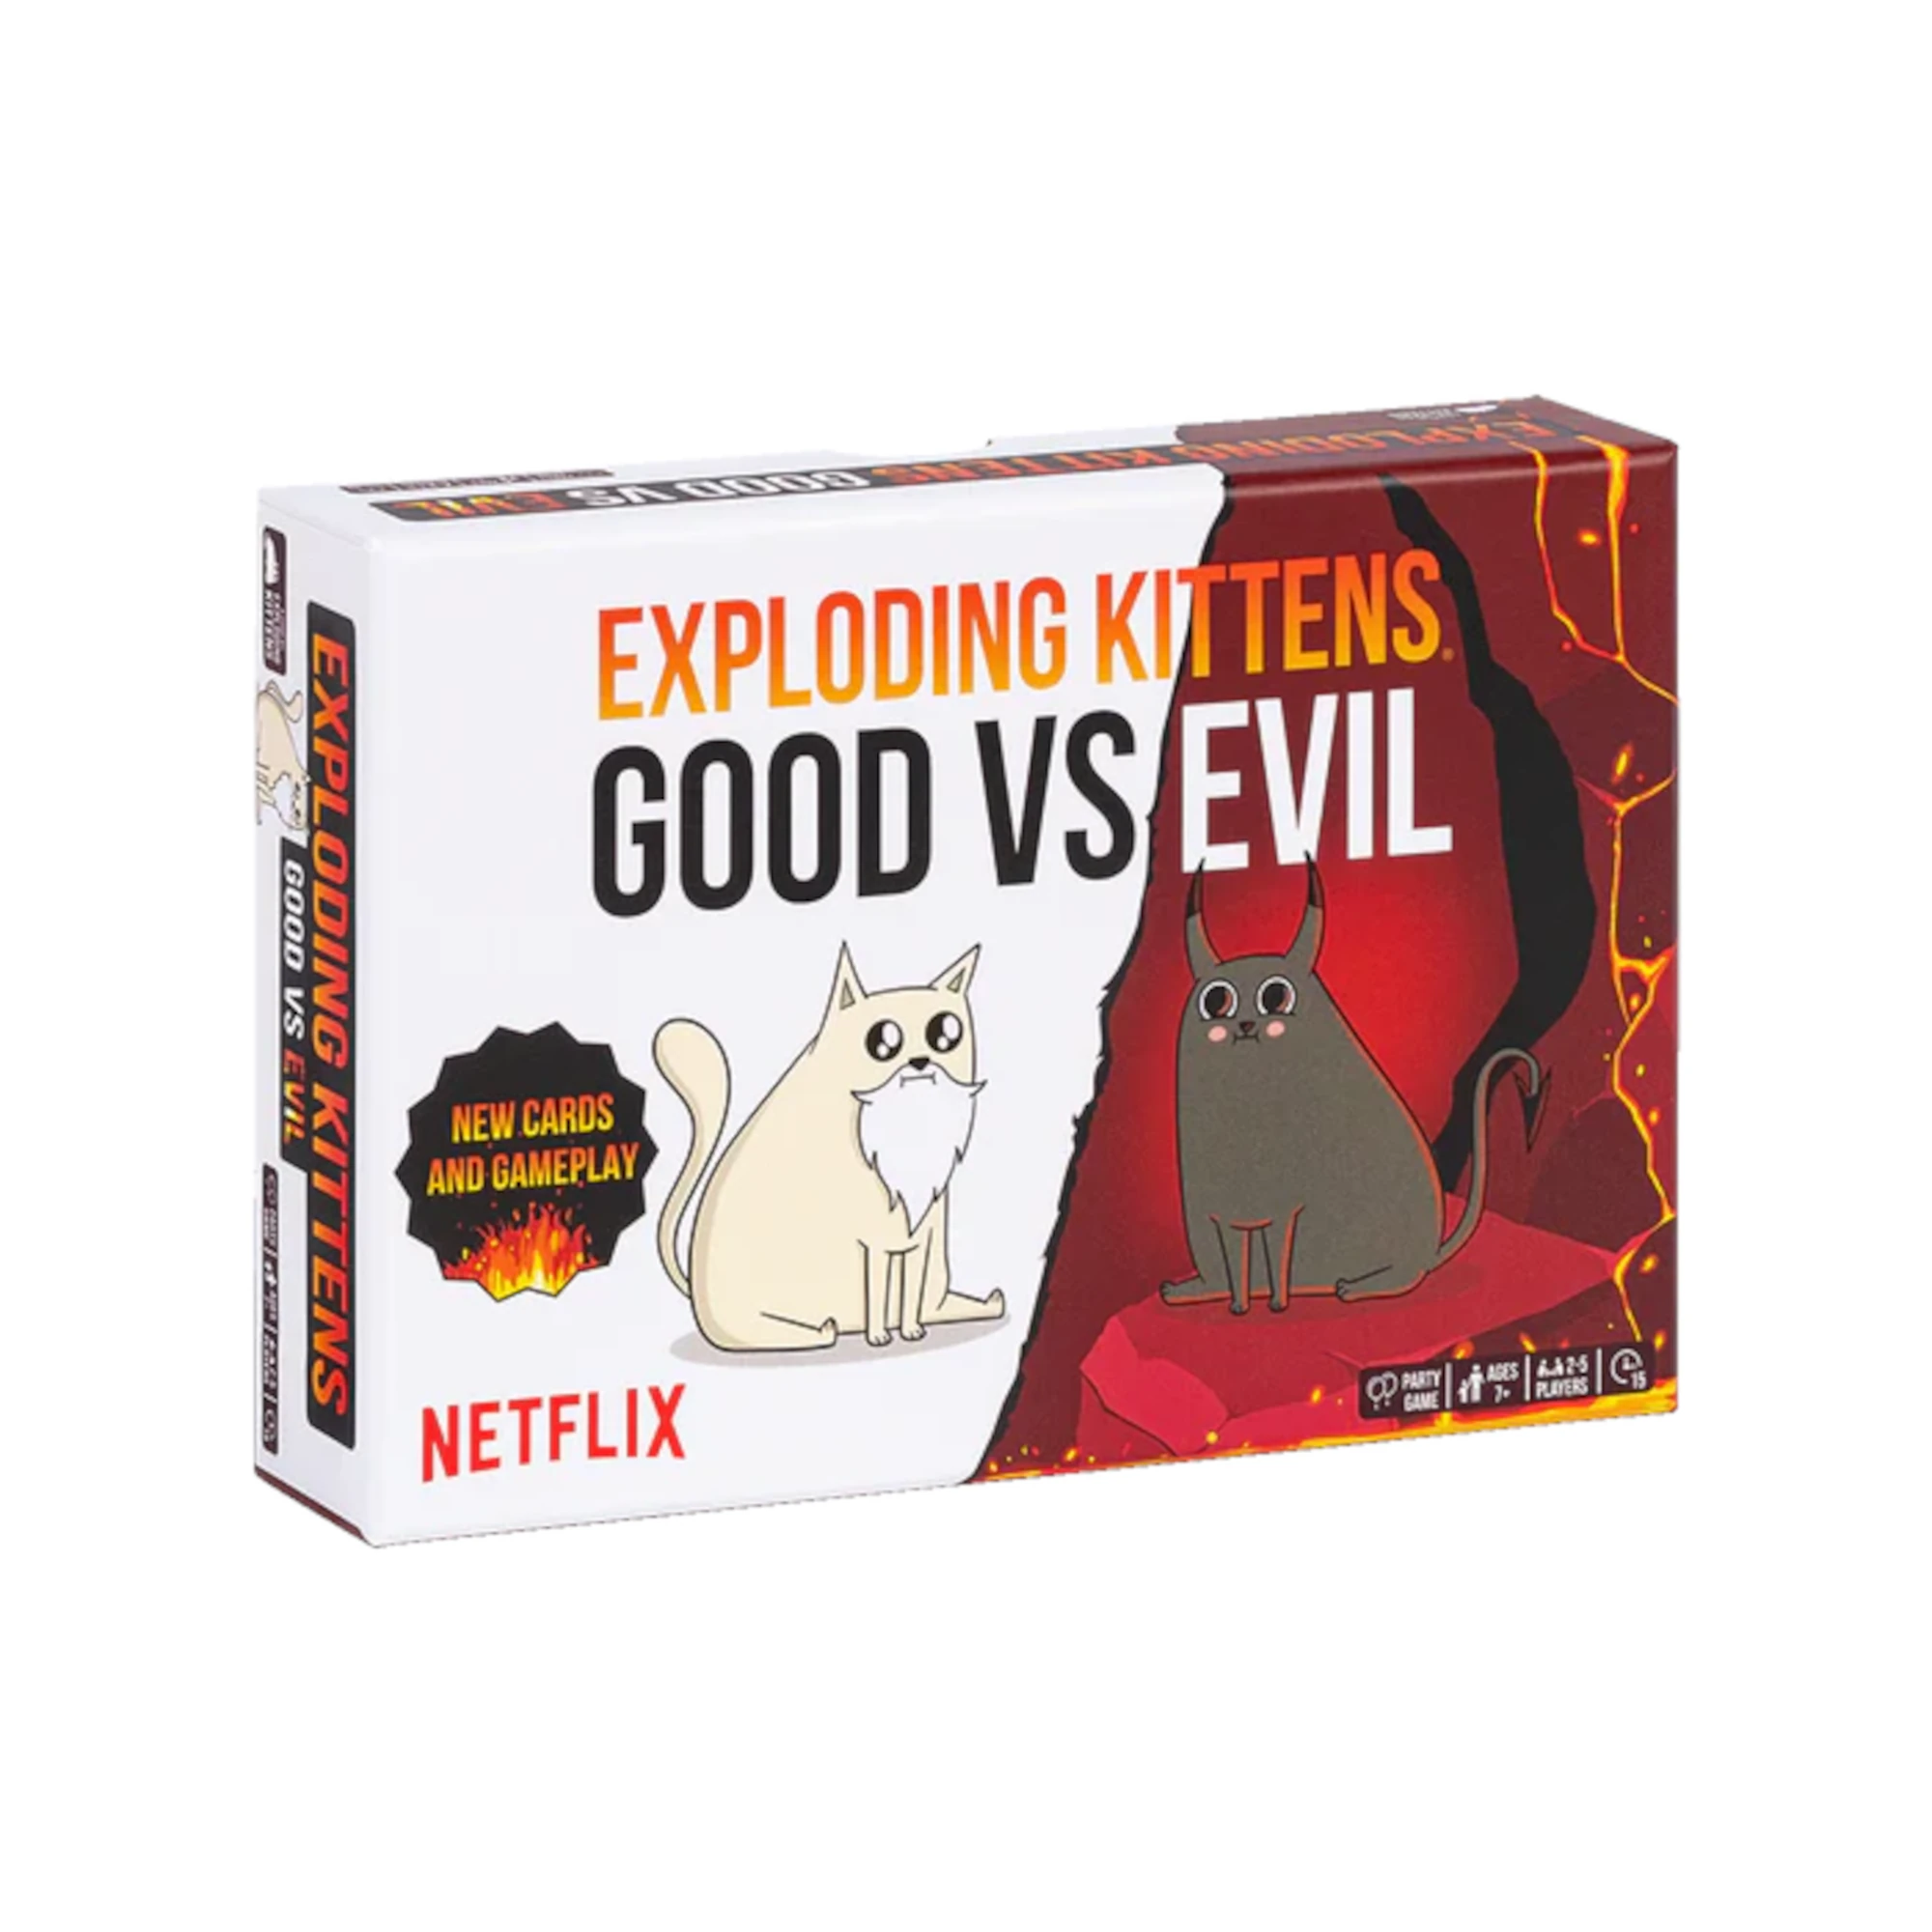 EXPLODING KITTENS
GOOD VS EVIL
EXPLODING KITTENS
GOOD VS EVIL
EXPLODING KITTENS®
GOOD VS EVIL
NEW CARDS
AND GAMEPLAY
NETFLIX
PARTY
GAME
AGES
7+
2-5
PLAYERS
15